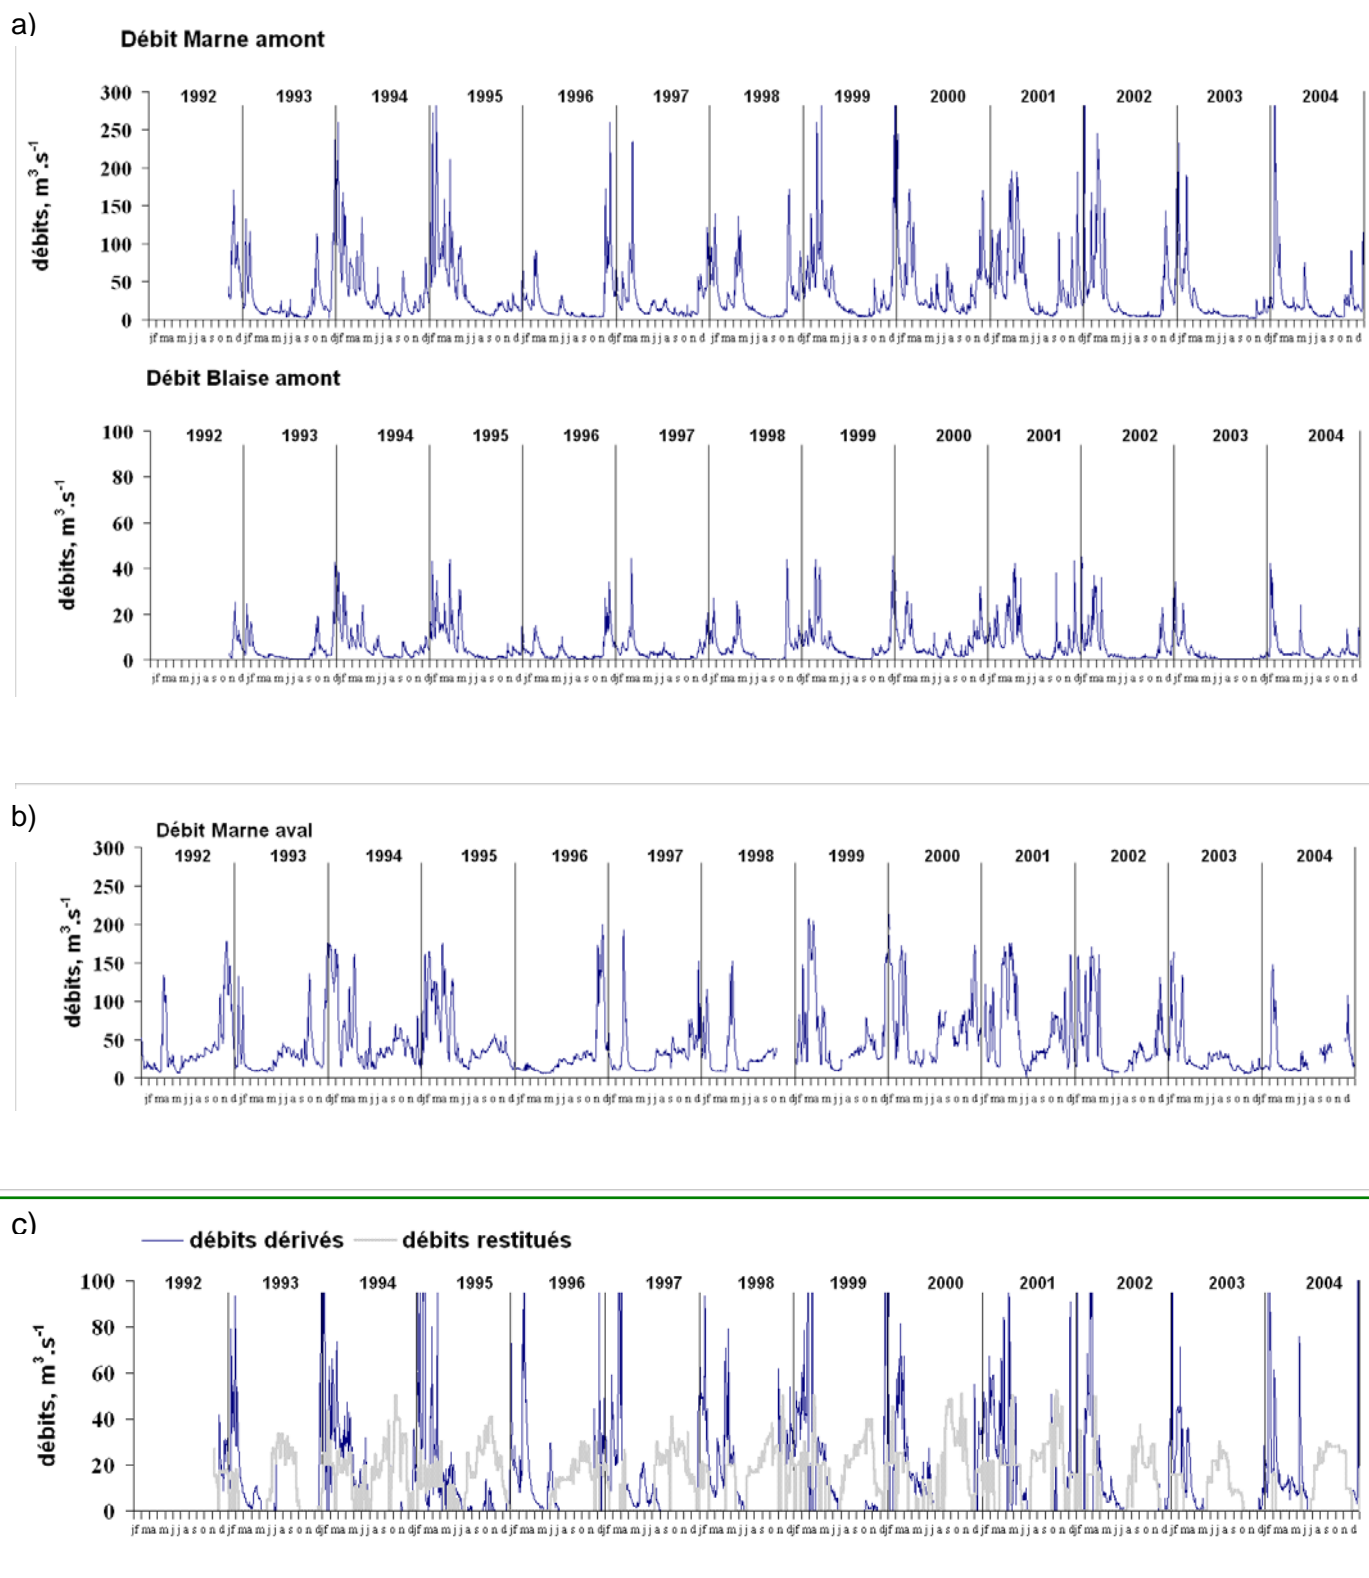 a)
Débit Marne amont
300
1992 1993 1994 1995 1996 1997 1998 1999 2000 2001 2002 2003 2004
250
200
150
100
50
0
débits, m³.s⁻¹
Débit Blaise amont
100
1992 1993 1994 1995 1996 1997 1998 1999 2000 2001 2002 2003 2004
80
60
40
20
0
débits, m³.s⁻¹
b)
Débit Marne aval
300
1992 1993 1994 1995 1996 1997 1998 1999 2000 2001 2002 2003 2004
250
200
150
100
50
0
débits, m³.s⁻¹
c)
débits dérivés débits restitués
100
1992 1993 1994 1995 1996 1997 1998 1999 2000 2001 2002 2003 2004
80
60
40
20
0
débits, m³.s⁻¹